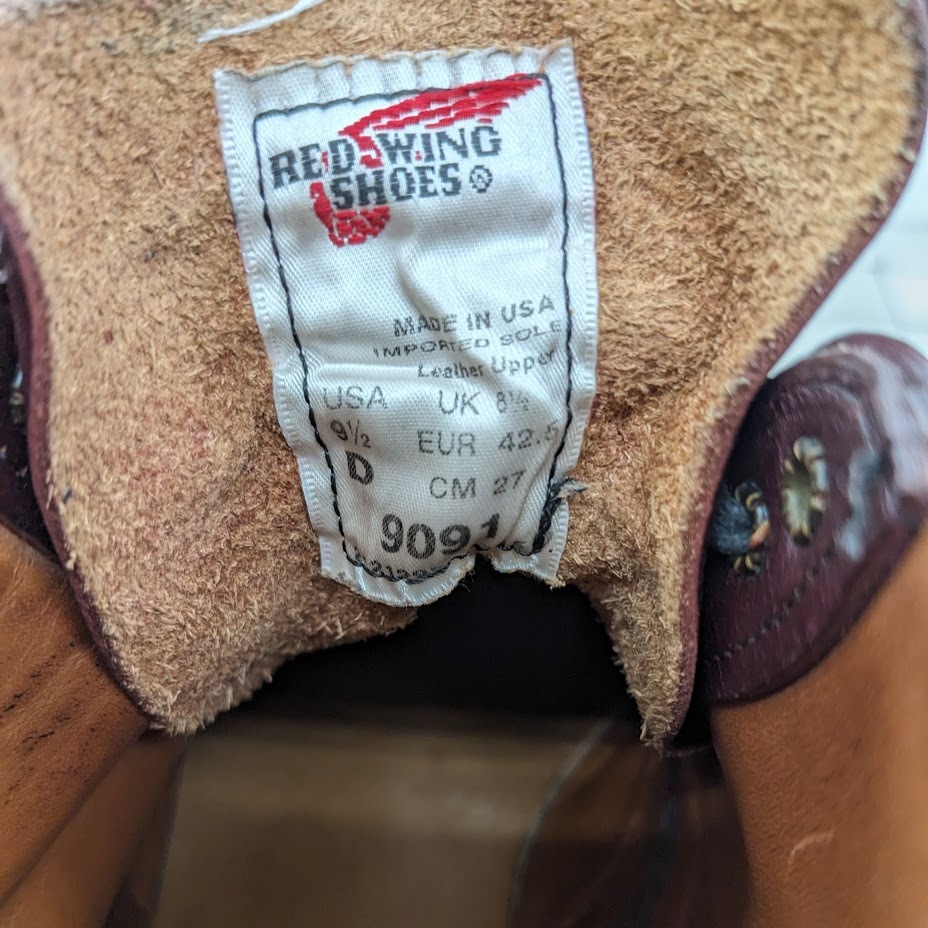 RED WING
SHOES ®
MADE IN USA
IMPORTED SOLE
Leather Upper
USA UK 8½
9½ EUR 42.5
D CM 27
9091